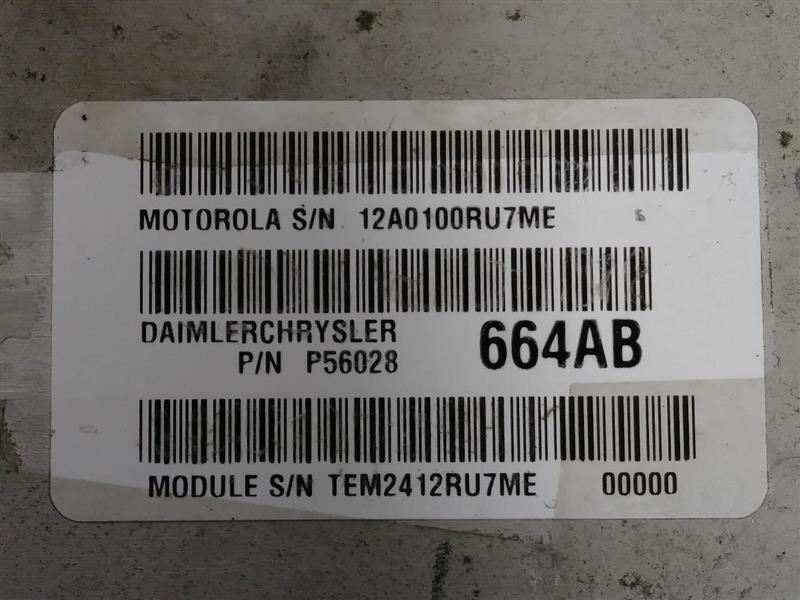 MOTOROLA S/N 12A0100RU7ME
DAIMLERCHRYSLER
P/N P56028 664AB
MODULE S/N TEM2412RU7ME 00000